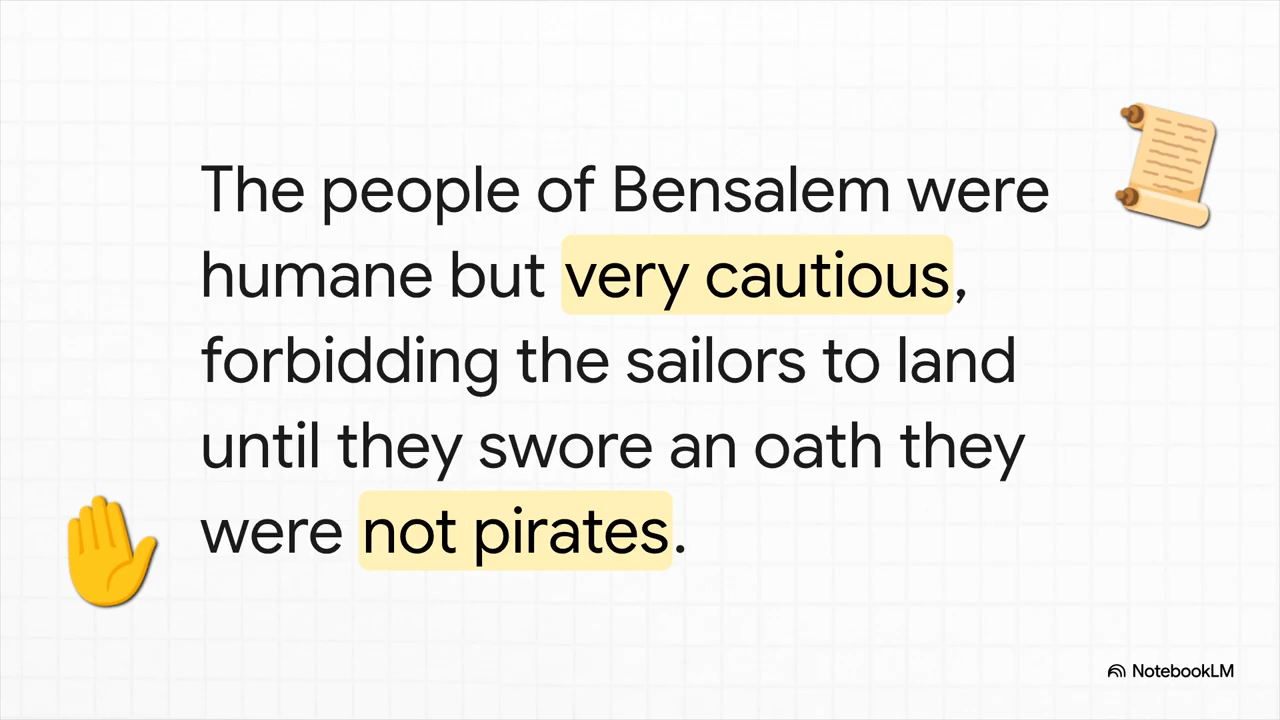 The people of Bensalem were
humane but very cautious,
forbidding the sailors to land
until they swore an oath they
were not pirates.
NotebookLM